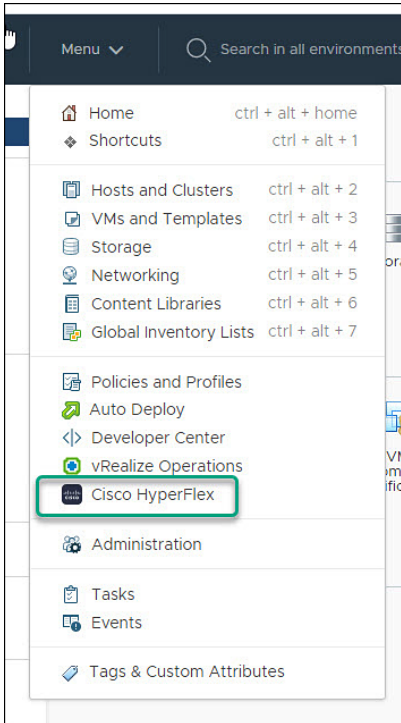 Menu
Search in all environments
Home ctrl + alt + home
Shortcuts ctrl + alt + 1
Hosts and Clusters ctrl + alt + 2
VMs and Templates ctrl + alt + 3
Storage ctrl + alt + 4
Networking ctrl + alt + 5
Content Libraries ctrl + alt + 6
Global Inventory Lists ctrl + alt + 7
Policies and Profiles
Auto Deploy
Developer Center
vRealize Operations
Cisco HyperFlex
Administration
Tasks
Events
Tags & Custom Attributes